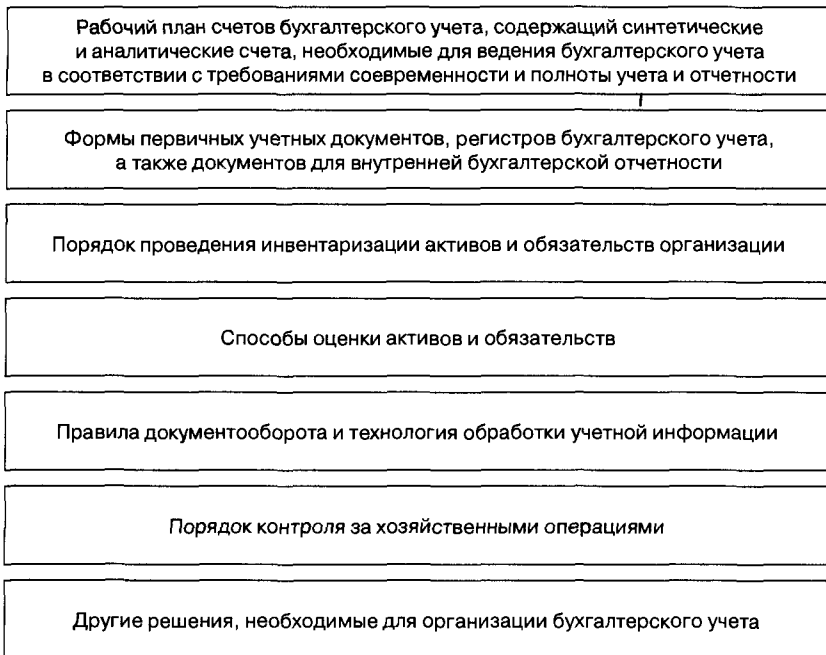 Рабочий план счетов бухгалтерского учета, содержащий синтетические
и аналитические счета, необходимые для ведения бухгалтерского учета
в соответствии с требованиями соевременности и полноты учета и отчетности
Формы первичных учетных документов, регистров бухгалтерского учета,
а также документов для внутренней бухгалтерской отчетности
Порядок проведения инвентаризации активов и обязательств организации
Способы оценки активов и обязательств
Правила документооборота и технология обработки учетной информации
Порядок контроля за хозяйственными операциями
Другие решения, необходимые для организации бухгалтерского учета